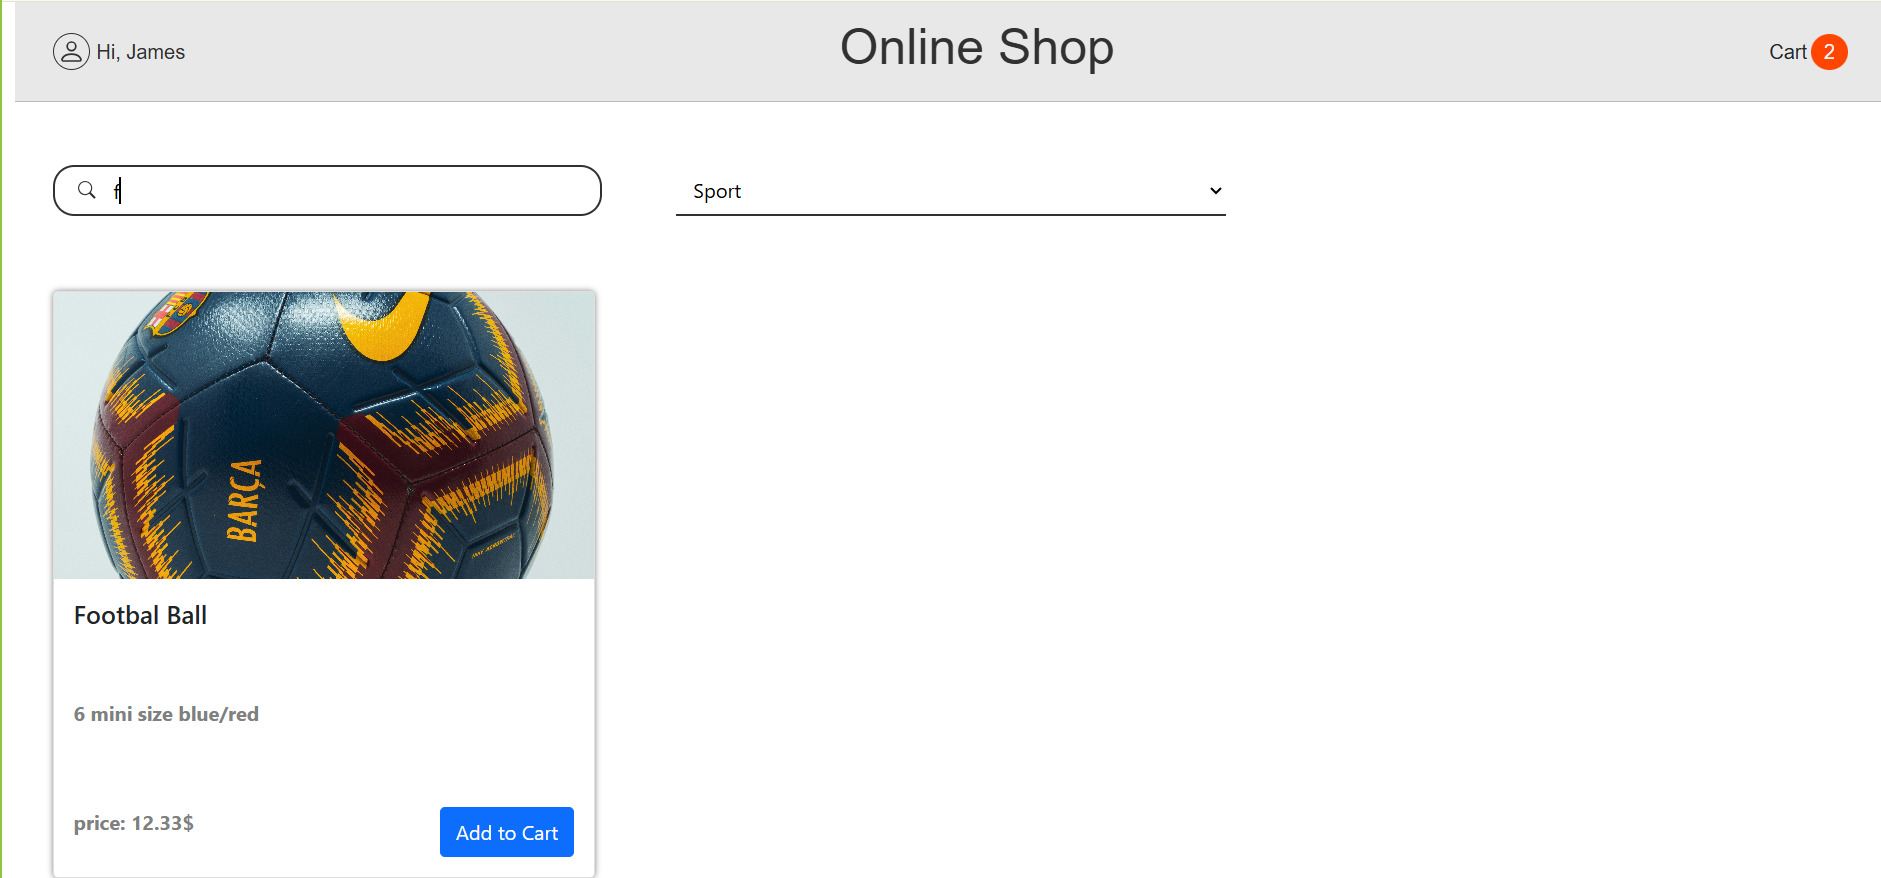 Hi, James
Online Shop
Cart 2
f
Sport
BARÇA
Footbal Ball
6 mini size blue/red
price: 12.33$
Add to Cart